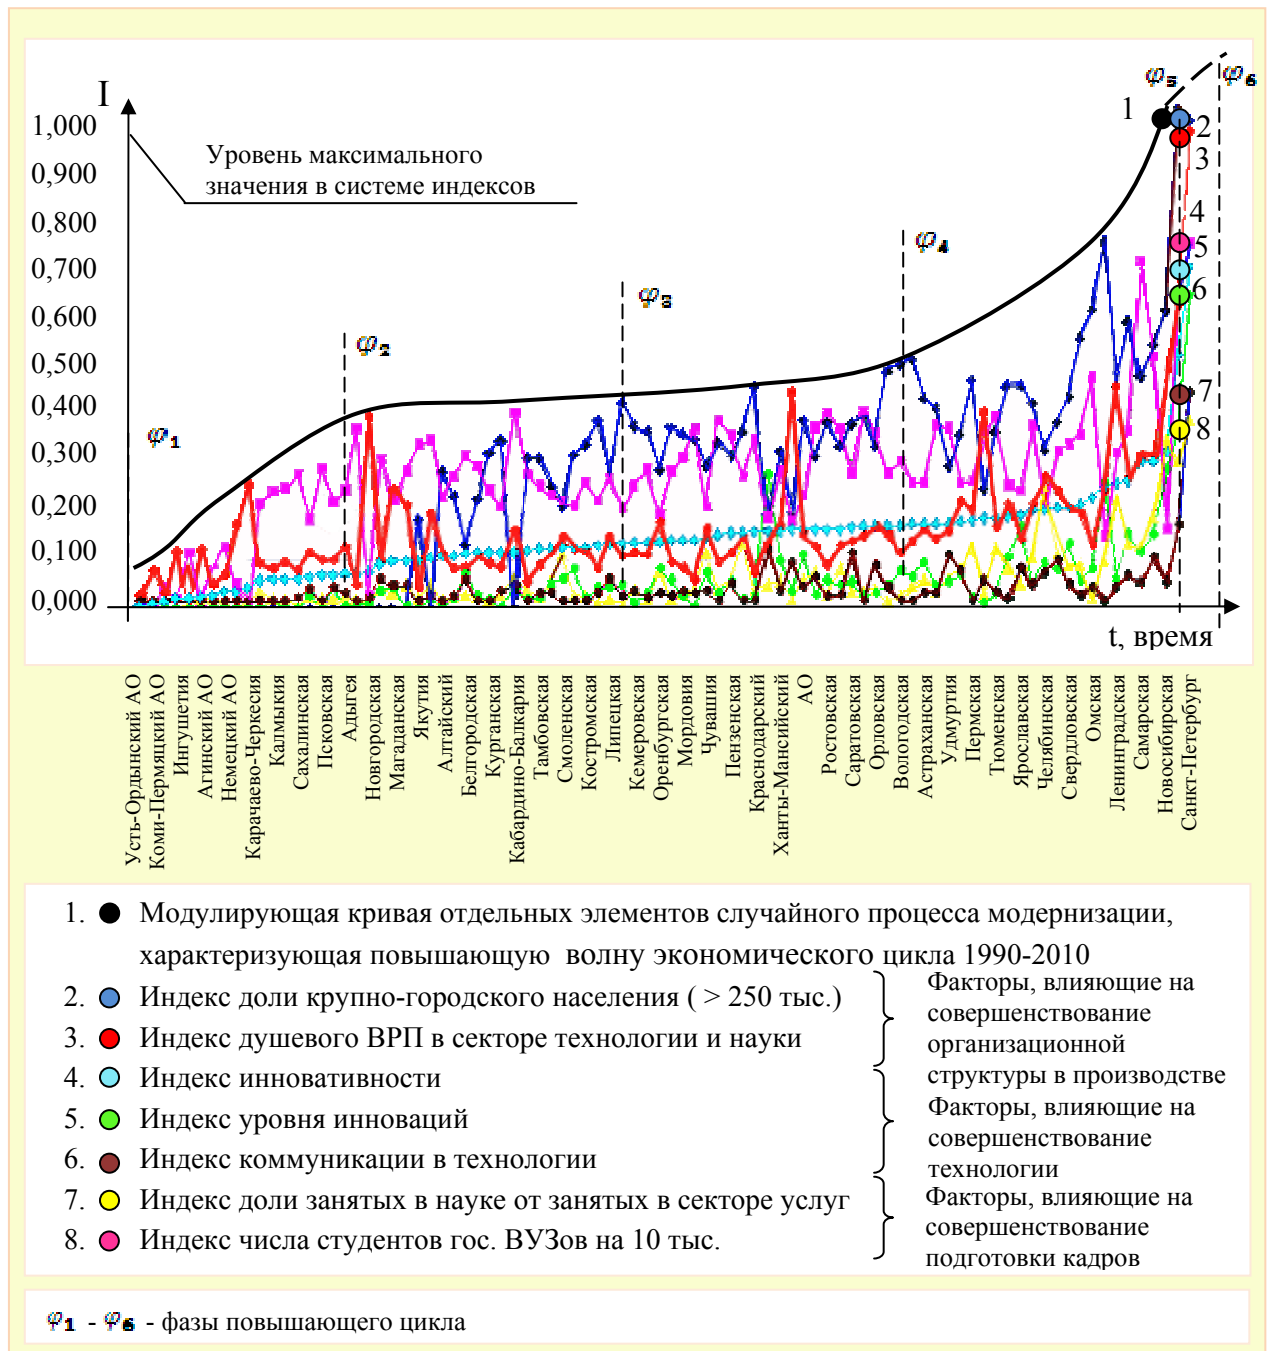 I
1,000
0,900
0,800
0,700
0,600
0,500
0,400
0,300
0,200
0,100
0,000
Уровень максимального
значения в системе индексов
φ₁
φ₂
φ₃
φ₄
φ₅
φ₆
1
2
3
4
5
6
7
8
t, время
Усть-Ордынский АО
Коми-Пермяцкий АО
Ингушетия
Агинский АО
Немецкий АО
Карачаево-Черкесия
Калмыкия
Сахалинская
Псковская
Адыгея
Новгородская
Магаданская
Якутия
Алтайский
Белгородская
Курганская
Кабардино-Балкария
Тамбовская
Смоленская
Костромская
Липецкая
Кемеровская
Оренбургская
Мордовия
Чувашия
Пензенская
Краснодарский
Ханты-Мансийский
АО
Ростовская
Саратовская
Орловская
Вологодская
Астраханская
Удмуртия
Пермская
Тюменская
Ярославская
Челябинская
Свердловская
Омская
Ленинградская
Самарская
Новосибирская
Санкт-Петербург
1. Модулирующая кривая отдельных элементов случайного процесса модернизации,
характеризующая повышающую волну экономического цикла 1990-2010
2. Индекс доли крупно-городского населения ( > 250 тыс.)
3. Индекс душевого ВРП в секторе технологии и науки
4. Индекс инновативности
5. Индекс уровня инноваций
6. Индекс коммуникации в технологии
7. Индекс доли занятых в науке от занятых в секторе услуг
8. Индекс числа студентов гос. ВУЗов на 10 тыс.
Факторы, влияющие на
совершенствование
организационной
структуры в производстве
Факторы, влияющие на
совершенствование
технологии
Факторы, влияющие на
совершенствование
подготовки кадров
φ₁ - φ₆ - фазы повышающего цикла